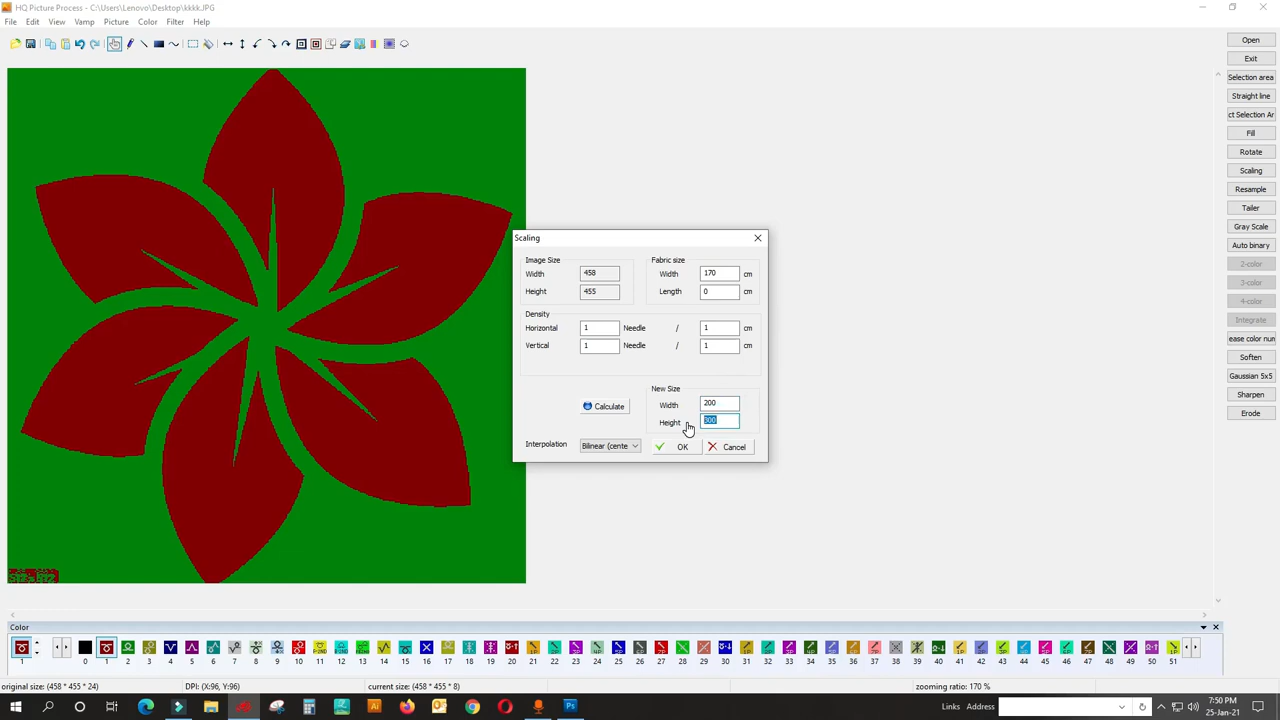 HQ Picture Process - C:\Users\Lenovo\Desktop\kkkk.JPG
File Edit View Vamp Picture Color Filter Help
Open
Exit
Selection area
Straight line
ct Selection Ar
Fill
Rotate
Scaling
Resample
Tailer
Gray Scale
Auto binary
2-color
3-color
4-color
Integrate
ease color num
Soften
Gaussian 5x5
Sharpen
Erode
Scaling
Image Size
Width 458
Height 455
Fabric size
Width 170 cm
Length 0 cm
Density
Horizontal 1 Needle / 1 cm
Vertical 1 Needle / 1 cm
New Size
Width 200
Height 300
Calculate
Interpolation Bilinear (cente
OK Cancel
Color
1 0 1 2 3 4 5 6 7 8 9 10 11 12 13 14 15 16 17 18 19 20 21 22 23 24 25 26 27 28 29 30 31 32 33 34 35 36 37 38 39 40 41 42 43 44 45 46 47 48 49 50 51
original size: (458 * 455 * 24) DPI: (X:96, Y:96) current size: (458 * 455 * 8) zooming ratio: 170 %
Links Address
7:50 PM
25-Jan-21